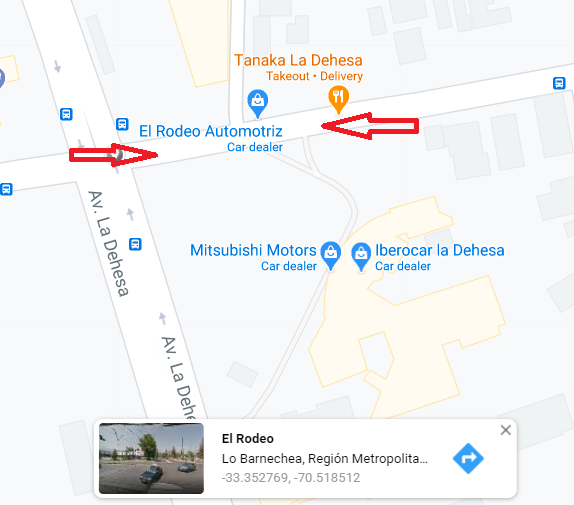 Tanaka La Dehesa
Takeout • Delivery
El Rodeo Automotriz
Car dealer
Av. La Dehesa
Mitsubishi Motors
Car dealer
Iberocar la Dehesa
Car dealer
Av. La Dehesa
El Rodeo
Lo Barnechea, Región Metropolita...
-33.352769, -70.518512